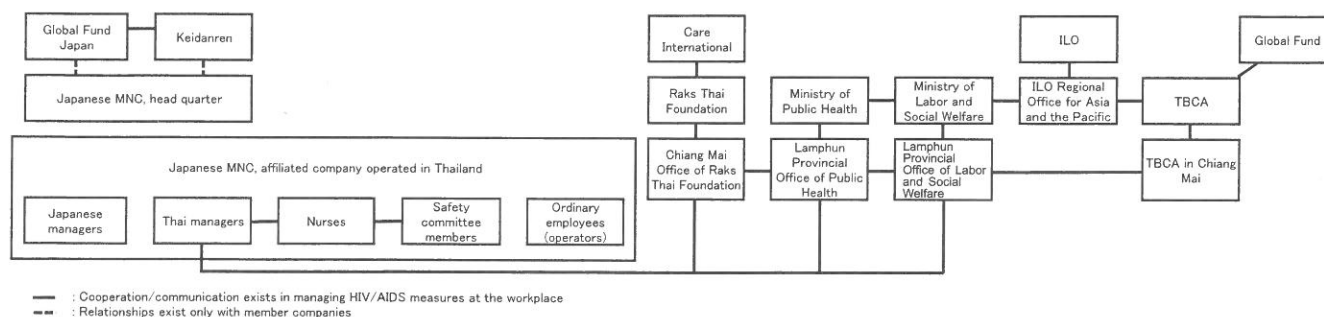 Global Fund
Japan
Keidanren
Japanese MNC, head quarter
Japanese MNC, affiliated company operated in Thailand
Japanese
managers
Thai managers
Nurses
Safety
committee
members
Ordinary
employees
(operators)
Care
International
Raks Thai
Foundation
Chiang Mai
Office of Raks
Thai Foundation
Ministry of
Public Health
Lamphun
Provincial
Office of Public
Health
Ministry of
Labor and
Social Welfare
Lamphun
Provincial
Office of Labor
and Social
Welfare
ILO
ILO Regional
Office for Asia
and the Pacific
Global Fund
TBCA
TBCA in Chiang
Mai
: Cooperation/communication exists in managing HIV/AIDS measures at the workplace
: Relationships exist only with member companies